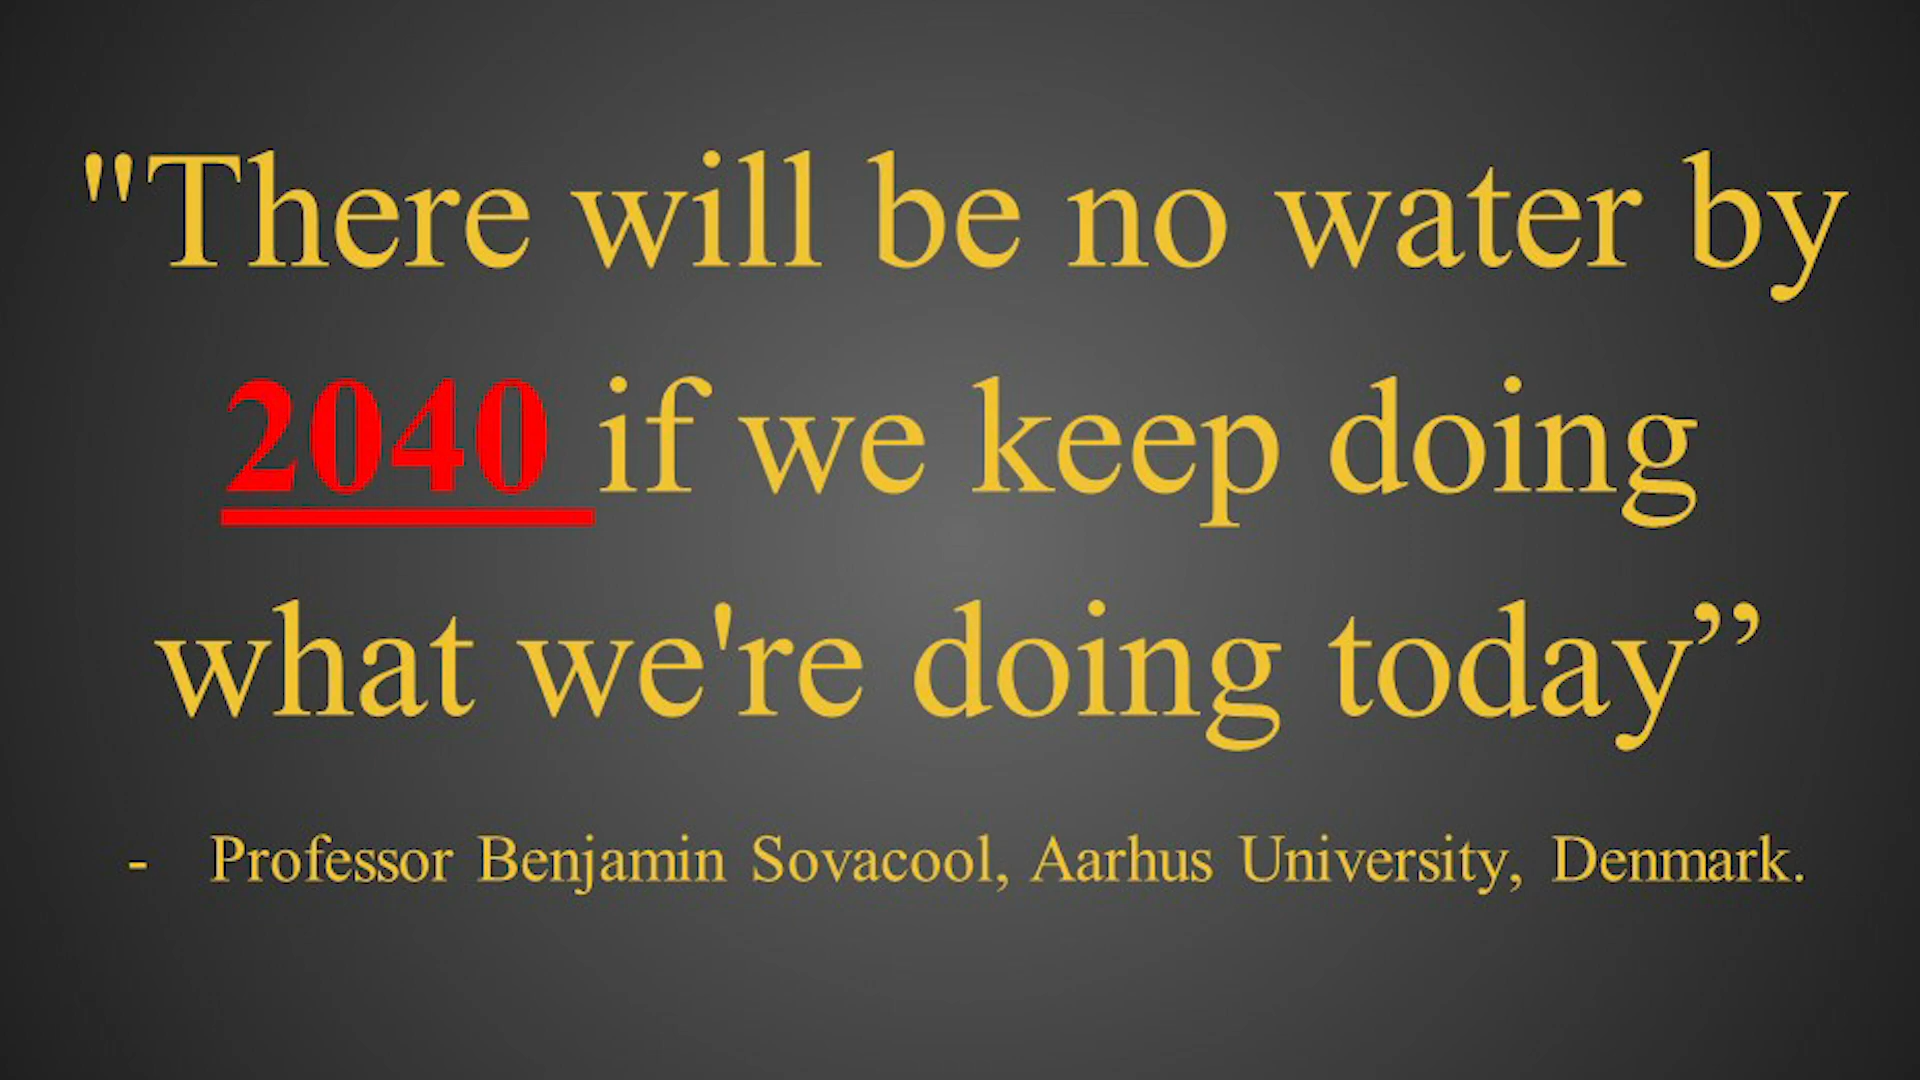 "There will be no water by
2040 if we keep doing
what we're doing today”
- Professor Benjamin Sovacool, Aarhus University, Denmark.